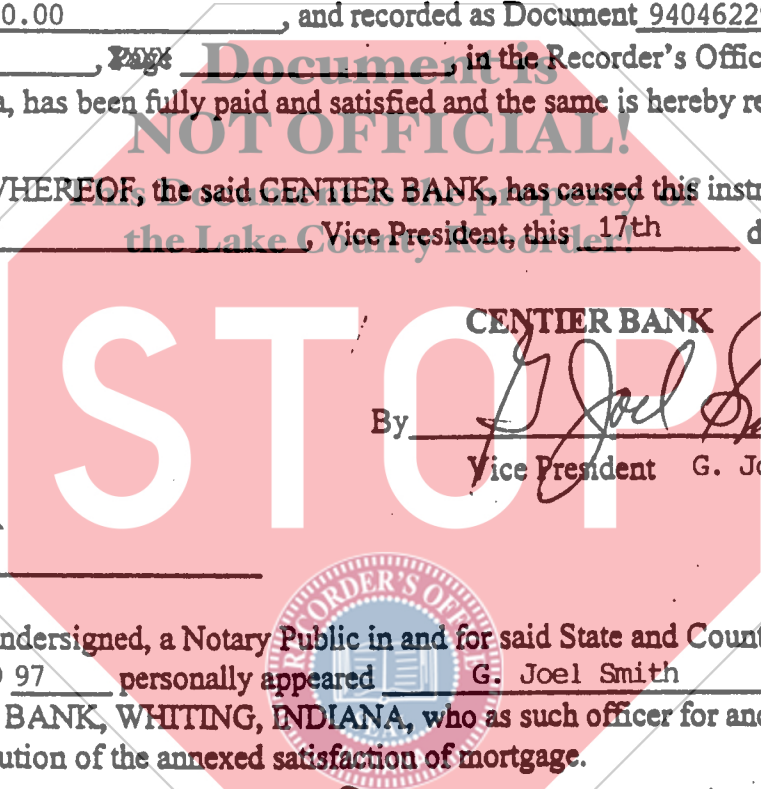 0.00 , and recorded as Document 9404622
, Page , in the Recorder's Offic
Document is
a, has been fully paid and satisfied and the same is hereby re
NOT OFFICIAL!
WHEREOF, the said CENTIER BANK, has caused this instr
This Document is the property of
, Vice President, this 17th d
the Lake County Recorder!
STOP
CENTIER BANK
G Joel
By
Vice President G. Jo
RECORDER'S OFFICE
ndersigned, a Notary Public in and for said State and Count
97 personally appeared G. Joel Smith
BANK, WHITING, INDIANA, who as such officer for and
ution of the annexed satisfaction of mortgage.